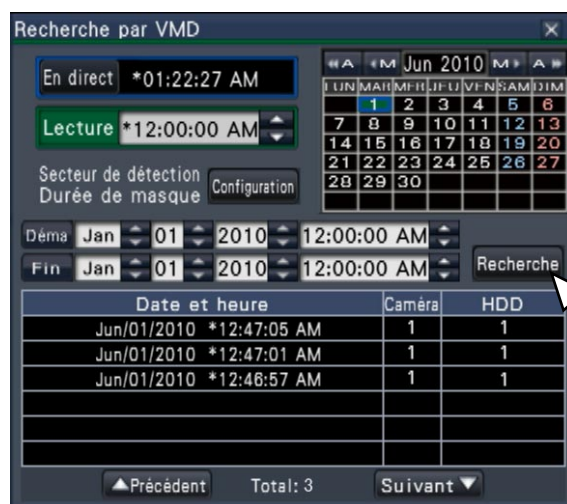 Recherche par VMD
En direct *01:22:27 AM
Lecture *12:00:00 AM
Secteur de détection
Durée de masque Configuration
A M Jun 2010 M A
LUN MAR MER JEU VEN SAM DIM
1 2 3 4 5 6
7 8 9 10 11 12 13
14 15 16 17 18 19 20
21 22 23 24 25 26 27
28 29 30
Déma Jan 01 2010 12:00:00 AM
Fin Jan 01 2010 12:00:00 AM
Recherche
Date et heure Caméra HDD
Jun/01/2010 *12:47:05 AM 1 1
Jun/01/2010 *12:47:01 AM 1 1
Jun/01/2010 *12:46:57 AM 1 1
▲Précédent Total: 3 Suivant▼